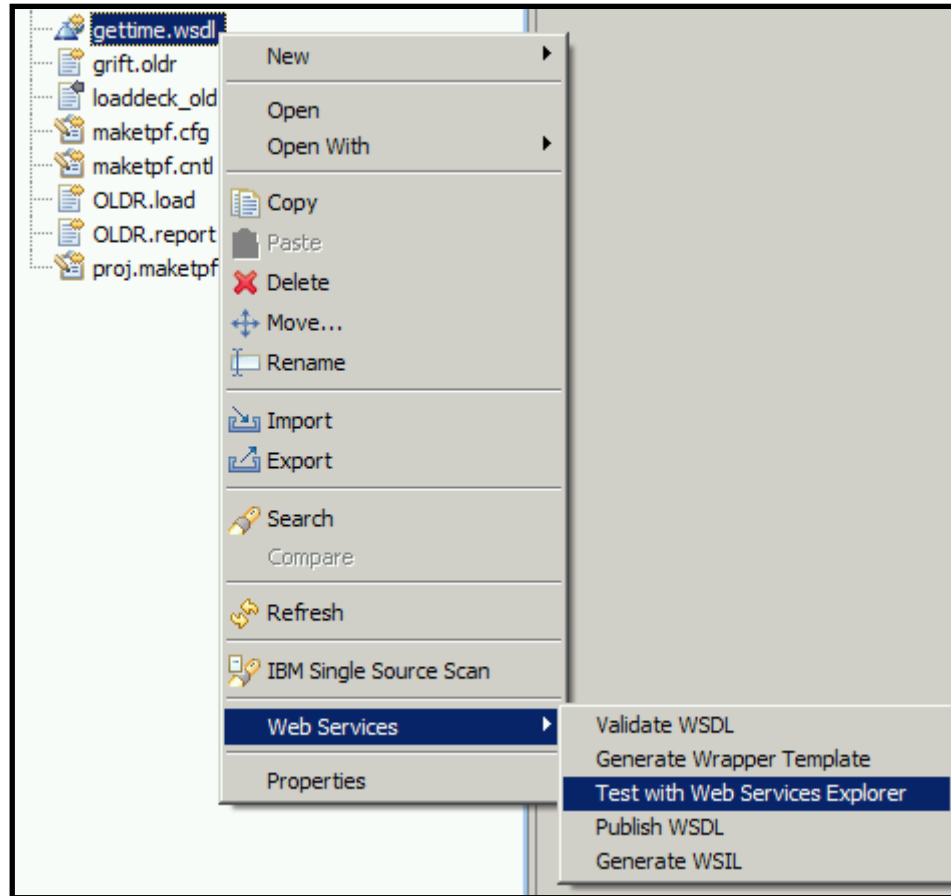 gettime.wsdl
grift.oldr
loaddeck_old
maketpf.cfg
maketpf.cntl
OLDR.load
OLDR.report
proj.maketpf
New
Open
Open With
Copy
Paste
Delete
Move...
Rename
Import
Export
Search
Compare
Refresh
IBM Single Source Scan
Web Services
Properties
Validate WSDL
Generate Wrapper Template
Test with Web Services Explorer
Publish WSDL
Generate WSIL